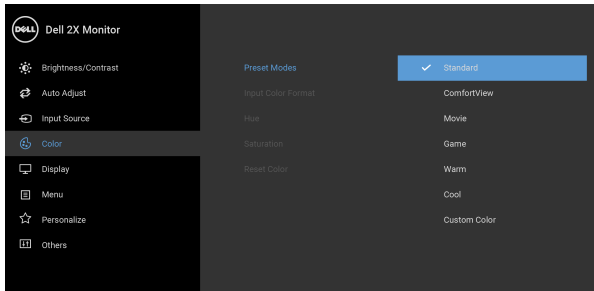 DELL
Dell 2X Monitor
Brightness/Contrast
Auto Adjust
Input Source
Color
Display
Menu
Personalize
Others
Preset Modes
Input Color Format
Hue
Saturation
Reset Color
Standard
ComfortView
Movie
Game
Warm
Cool
Custom Color